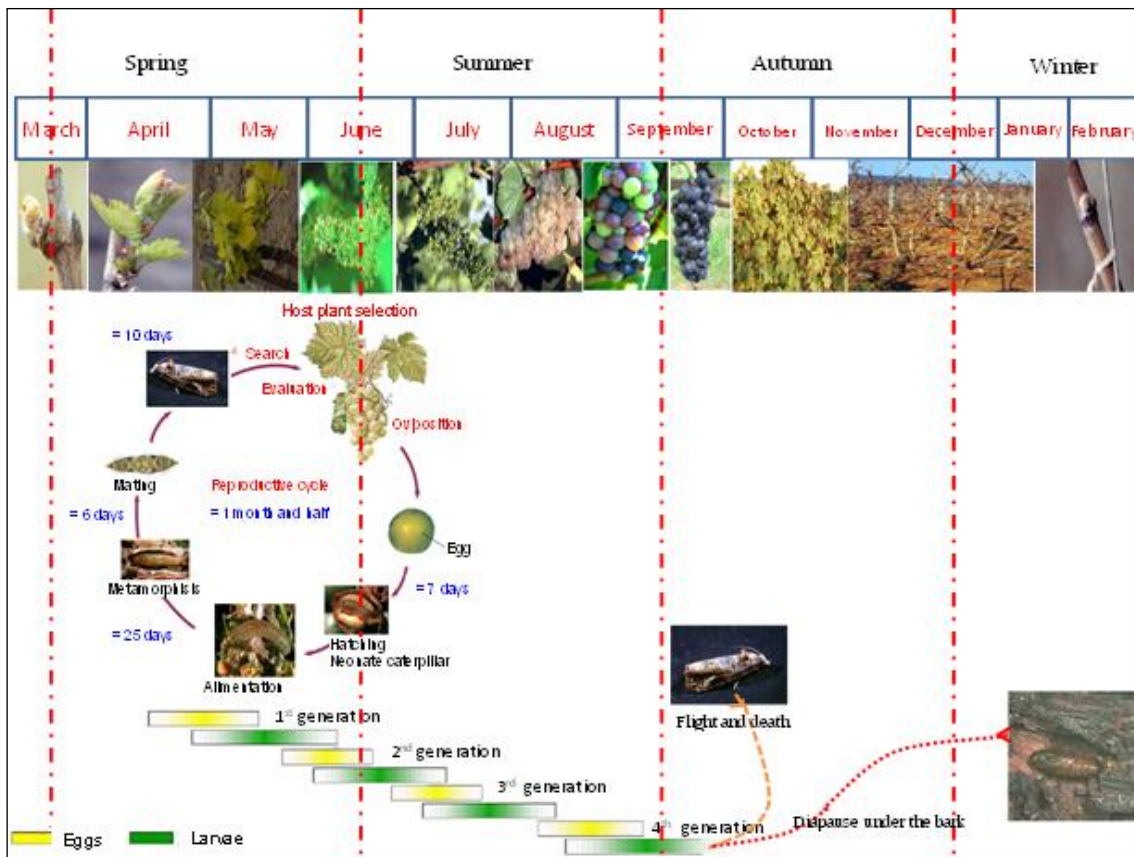 Spring Summer Autumn Winter
March April May June July August September October November December January February
Host plant selection
= 10 days
Search
Evaluation
Oviposition
Mating
Reproductive cycle
= 6 days
= 1 month and half
Egg
Metamorphisis
= 7 days
= 25 days
Hatching
Neonate caterpillar
Alimentation
1st generation
Flight and death
2nd generation
3rd generation
4th generation
Diapause under the bark
Eggs Larvae